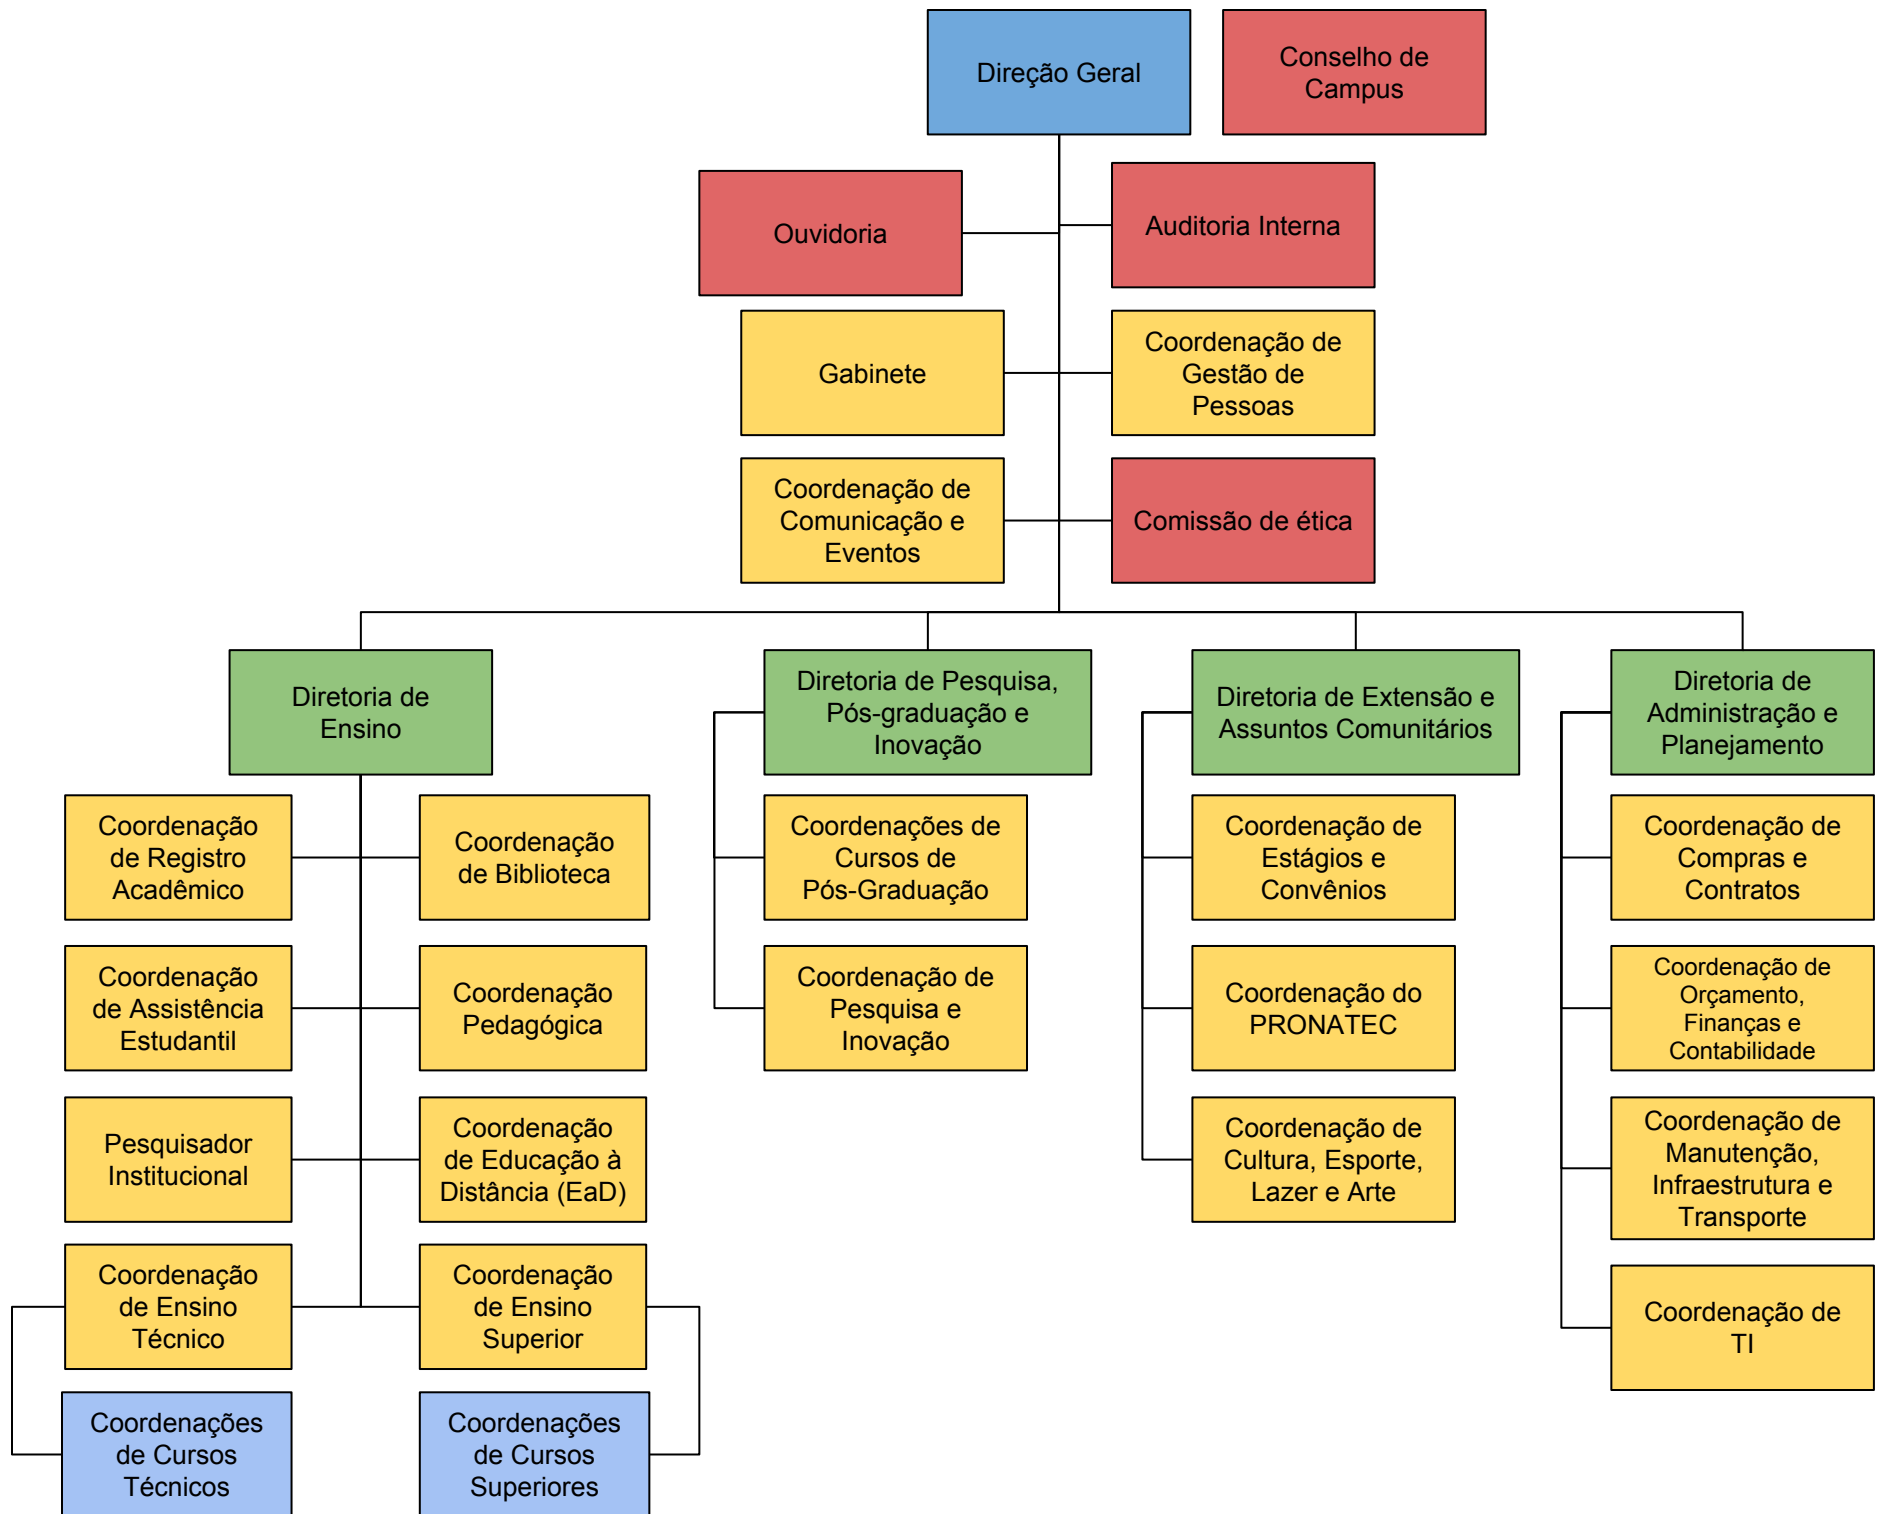 Direção Geral
Conselho de
Campus
Ouvidoria
Auditoria Interna
Gabinete
Coordenação de
Gestão de
Pessoas
Coordenação de
Comunicação e
Eventos
Comissão de ética
Diretoria de
Ensino
Diretoria de Pesquisa,
Pós-graduação e
Inovação
Diretoria de Extensão e
Assuntos Comunitários
Diretoria de
Administração e
Planejamento
Coordenação
de Registro
Acadêmico
Coordenação
de Biblioteca
Coordenações de
Cursos de
Pós-Graduação
Coordenação de
Estágios e
Convênios
Coordenação de
Compras e
Contratos
Coordenação
de Assistência
Estudantil
Coordenação
Pedagógica
Coordenação de
Pesquisa e
Inovação
Coordenação do
PRONATEC
Coordenação de
Orçamento,
Finanças e
Contabilidade
Pesquisador
Institucional
Coordenação
de Educação à
Distância (EaD)
Coordenação de
Cultura, Esporte,
Lazer e Arte
Coordenação de
Manutenção,
Infraestrutura e
Transporte
Coordenação
de Ensino
Técnico
Coordenação
de Ensino
Superior
Coordenação de
TI
Coordenações
de Cursos
Técnicos
Coordenações
de Cursos
Superiores